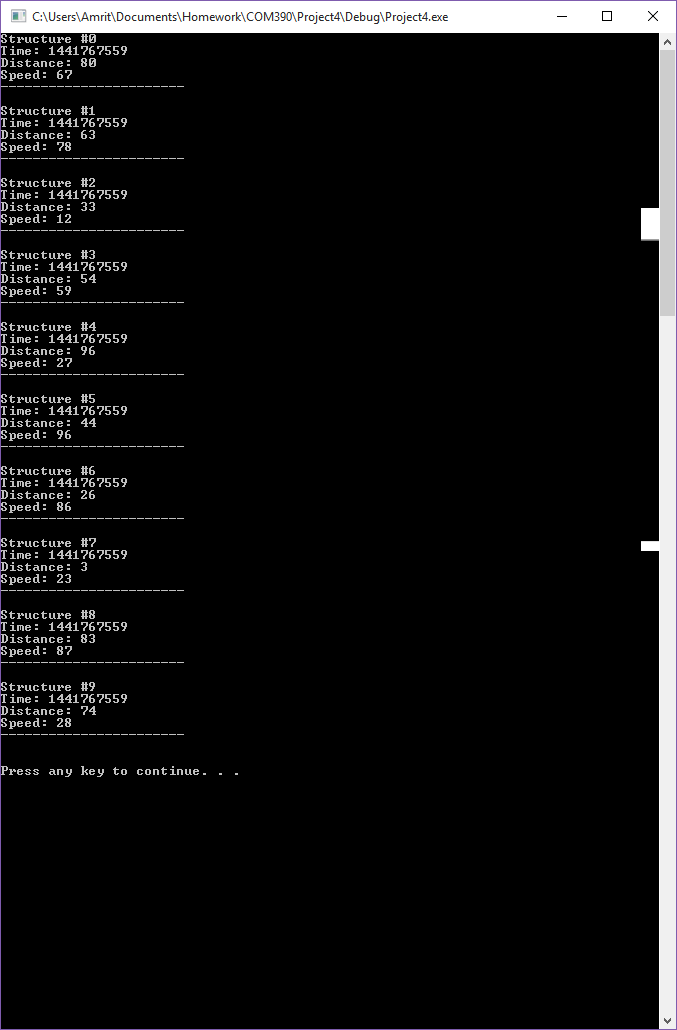 C:\Users\Amrit\Documents\Homework\COM390\Project4\Debug\Project4.exe
Structure #0
Time: 1441767559
Distance: 80
Speed: 67
-----------------------
Structure #1
Time: 1441767559
Distance: 63
Speed: 78
-----------------------
Structure #2
Time: 1441767559
Distance: 33
Speed: 12
-----------------------
Structure #3
Time: 1441767559
Distance: 54
Speed: 59
-----------------------
Structure #4
Time: 1441767559
Distance: 96
Speed: 27
-----------------------
Structure #5
Time: 1441767559
Distance: 44
Speed: 96
-----------------------
Structure #6
Time: 1441767559
Distance: 26
Speed: 86
-----------------------
Structure #7
Time: 1441767559
Distance: 3
Speed: 23
-----------------------
Structure #8
Time: 1441767559
Distance: 83
Speed: 87
-----------------------
Structure #9
Time: 1441767559
Distance: 74
Speed: 28
-----------------------
Press any key to continue. . .